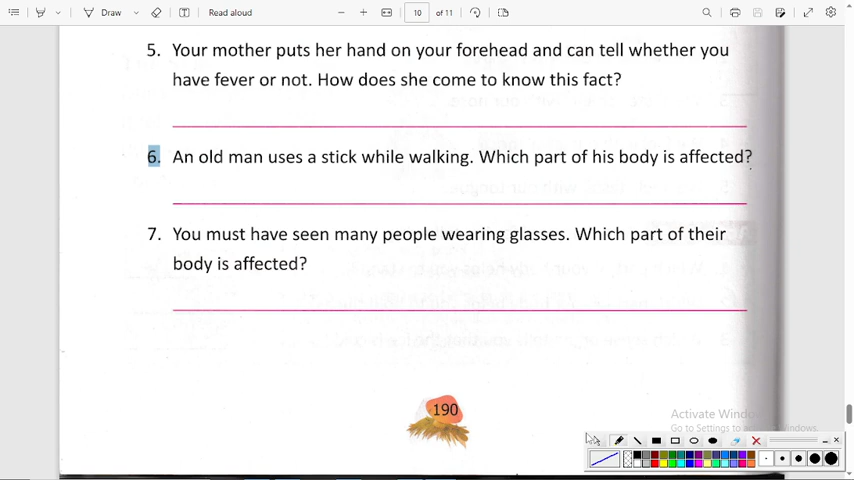 Draw
Read aloud
10
of 11
5. Your mother puts her hand on your forehead and can tell whether you
have fever or not. How does she come to know this fact?
6. An old man uses a stick while walking. Which part of his body is affected?
7. You must have seen many people wearing glasses. Which part of their
body is affected?
190
Activate Windo
Go to Settings to activate Windows.